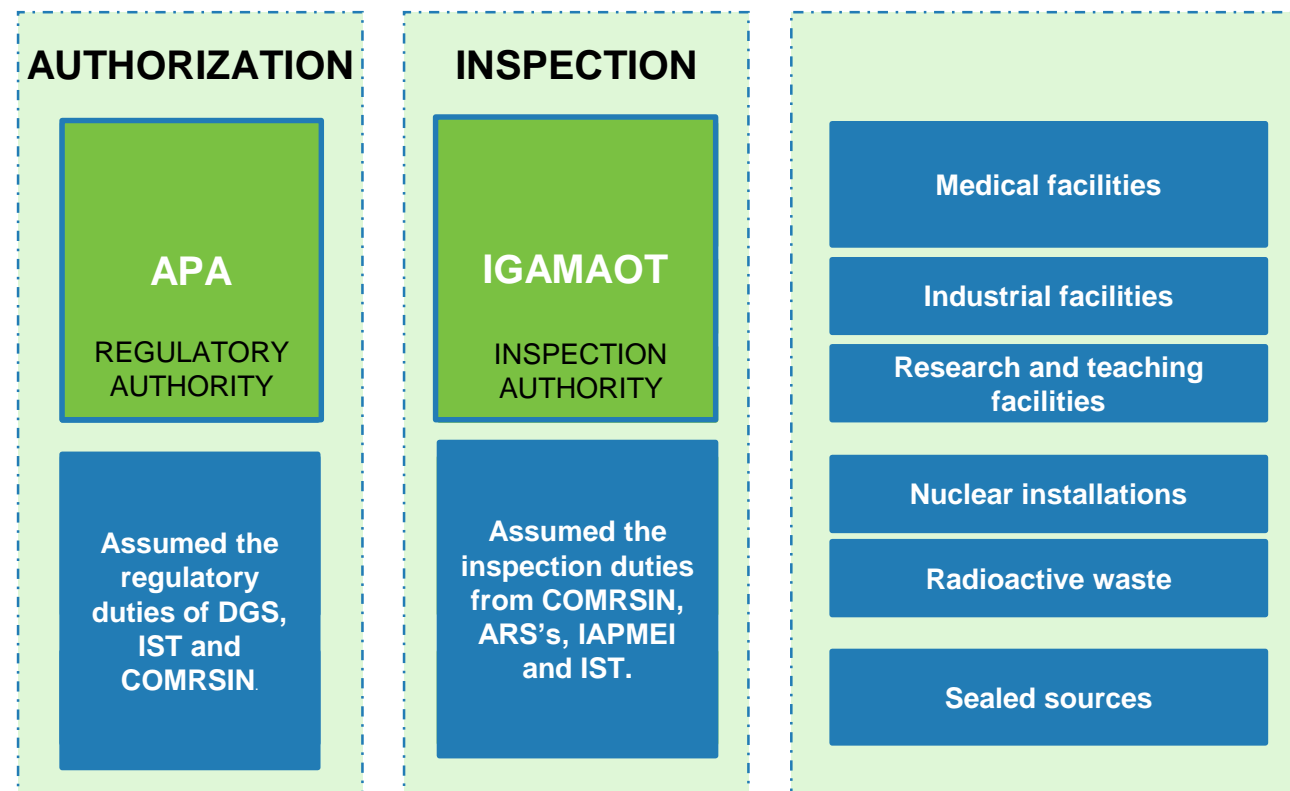 AUTHORIZATION
APA
REGULATORY
AUTHORITY
Assumed the
regulatory
duties of DGS,
IST and
COMRSIN.
INSPECTION
IGAMAOT
INSPECTION
AUTHORITY
Assumed the
inspection duties
from COMRSIN,
ARS's, IAPMEI
and IST.
Medical facilities
Industrial facilities
Research and teaching
facilities
Nuclear installations
Radioactive waste
Sealed sources